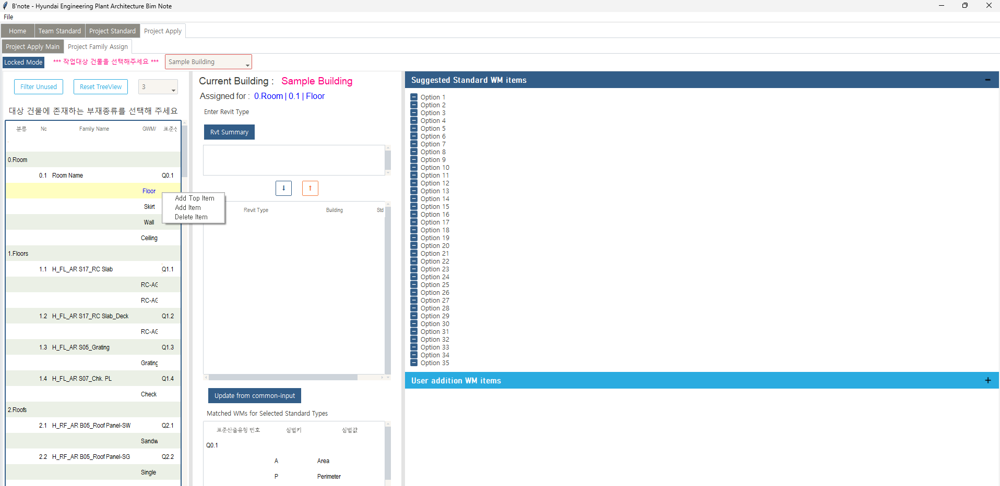 B'note - Hyundai Engineering Plant Architecture Bim Note
File
Home Team Standard Project Standard Project Apply
Project Apply Main Project Family Assign
Locked Mode *** 작업대상 건물을 선택해주세요 *** Sample Building
Filter Unused Reset TreeView 3
대상 건물에 존재하는 부재종류를 선택해 주세요
분류 Nc Family Name GWM/ 표준산
0.Room
0.1 Room Name Q0.1
Floor
Skirt
Wall
Ceiling
1.Floors
1.1 H_FL_AR S17_RC Slab Q1.1
RC-AG
RC-AG
1.2 H_FL_AR S17_RC Slab_Deck Q1.2
RC-AG
1.3 H_FL_AR S05_Grating Q1.3
Grating
1.4 H_FL_AR S07_Chk. PL Q1.4
Check
2.Roofs
2.1 H_RF_AR B05_Roof Panel-SW Q2.1
Sandw
2.2 H_RF_AR B05_Roof Panel-SG Q2.2
Single
Add Top Item
Add Item
Delete Item
Current Building : Sample Building
Assigned for : 0.Room | 0.1 | Floor
Enter Revit Type
Rvt Summary
↓ ↑
Revit Type Building Std
Update from common-input
Matched WMs for Selected Standard Types
표준산출유형 번호 심벌키 심벌값
Q0.1
A Area
P Perimeter
Suggested Standard WM items −
Option 1
Option 2
Option 3
Option 4
Option 5
Option 6
Option 7
Option 8
Option 9
Option 10
Option 11
Option 12
Option 13
Option 14
Option 15
Option 16
Option 17
Option 18
Option 19
Option 20
Option 21
Option 22
Option 23
Option 24
Option 25
Option 26
Option 27
Option 28
Option 29
Option 30
Option 31
Option 32
Option 33
Option 34
Option 35
User addition WM items +